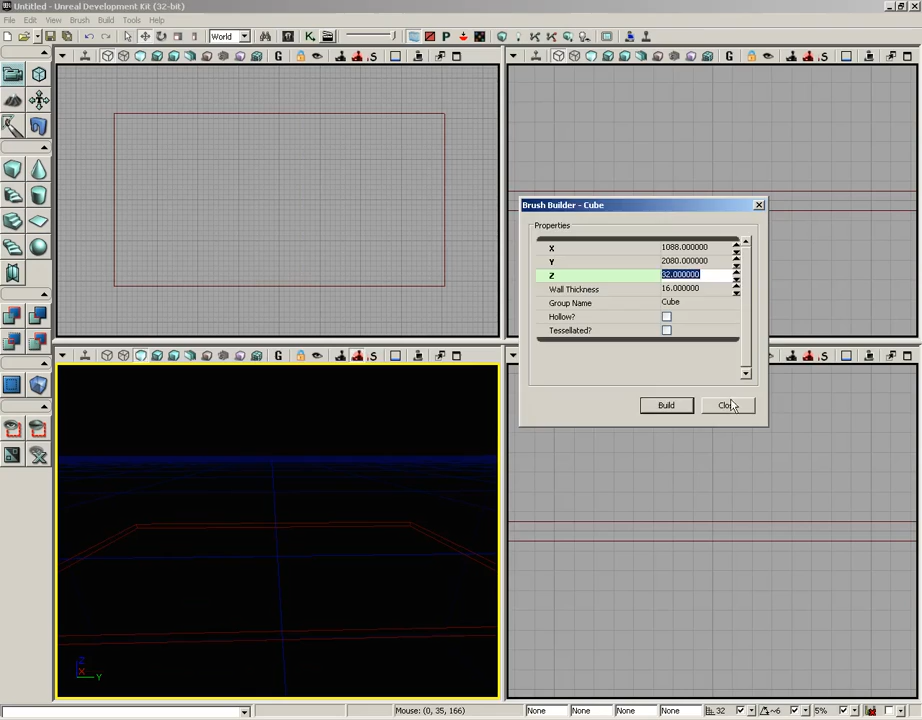 Untitled - Unreal Development Kit (32-bit)
File Edit View Brush Build Tools Help
World
G
G
Brush Builder - Cube
Properties
X 1088.000000
Y 2080.000000
Z 32.000000
Wall Thickness 16.000000
Group Name Cube
Hollow?
Tessellated?
Build
G
G
Z
X
Y
Mouse: (0, 35, 166)
None
None
None
None
32
~6
5%